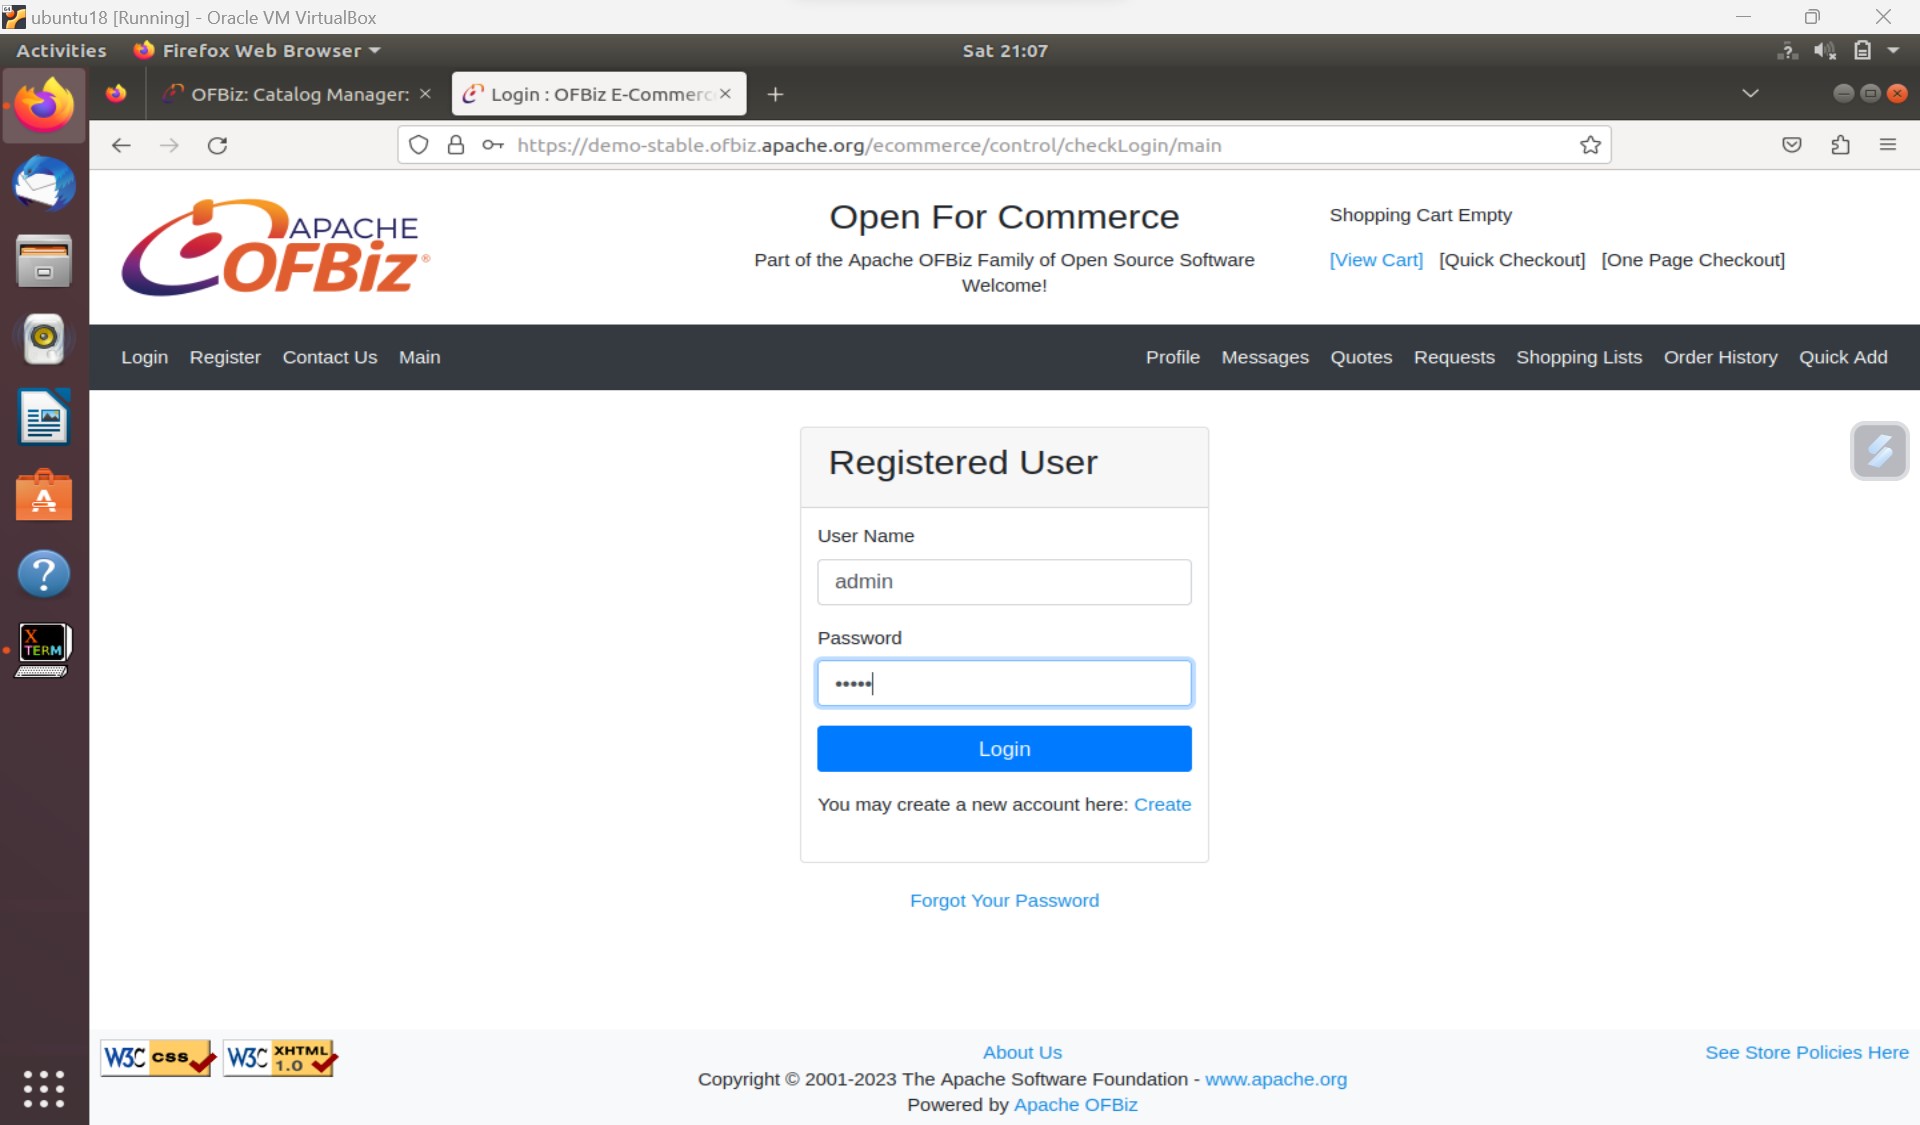 ubuntu18 [Running] - Oracle VM VirtualBox
Activities Firefox Web Browser Sat 21:07
OFBiz: Catalog Manager: Login : OFBiz E-Commerc
https://demo-stable.ofbiz.apache.org/ecommerce/control/checkLogin/main
APACHE
OFBiz®
Open For Commerce
Part of the Apache OFBiz Family of Open Source Software
Welcome!
Shopping Cart Empty
[View Cart] [Quick Checkout] [One Page Checkout]
Login Register Contact Us Main Profile Messages Quotes Requests Shopping Lists Order History Quick Add
Registered User
User Name
admin
Password
•••••
Login
You may create a new account here: Create
Forgot Your Password
X
TERM
W3C css W3C XHTML 1.0
About Us
Copyright © 2001-2023 The Apache Software Foundation - www.apache.org
Powered by Apache OFBiz
See Store Policies Here